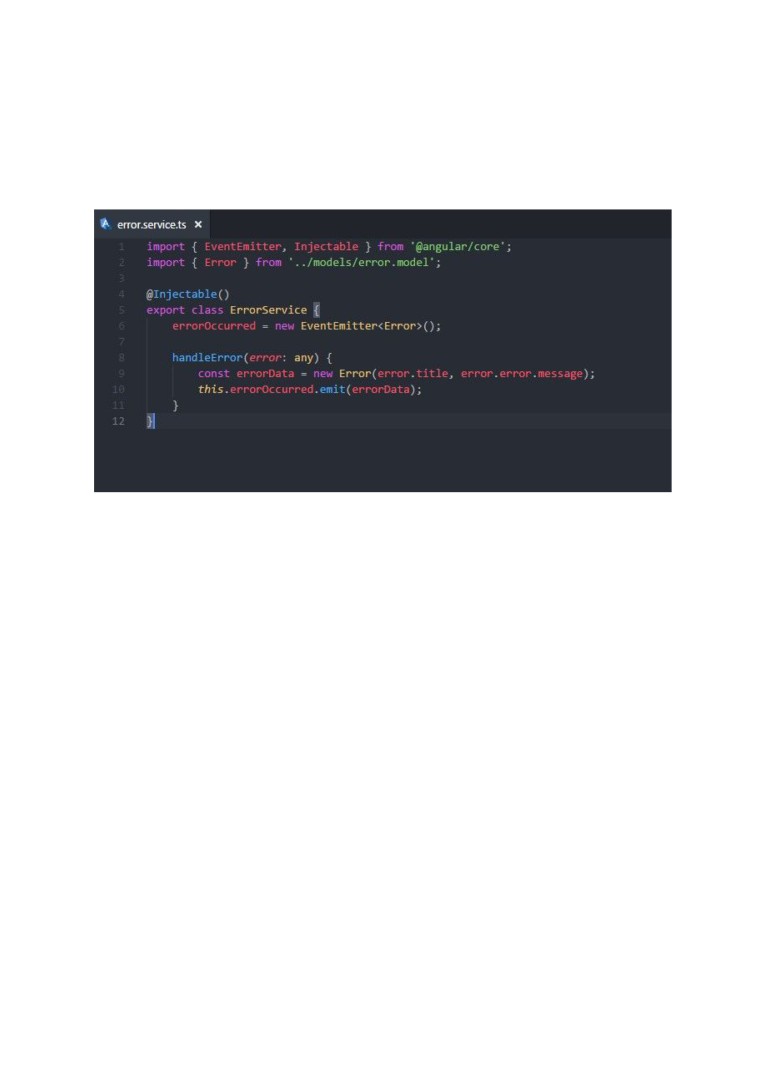 error.service.ts ×
1 import { EventEmitter, Injectable } from '@angular/core';
2 import { Error } from '../models/error.model';
3
4 @Injectable()
5 export class ErrorService {
6     errorOccurred = new EventEmitter<Error>();
7
8     handleError(error: any) {
9         const errorData = new Error(error.title, error.error.message);
10         this.errorOccurred.emit(errorData);
11     }
12 }